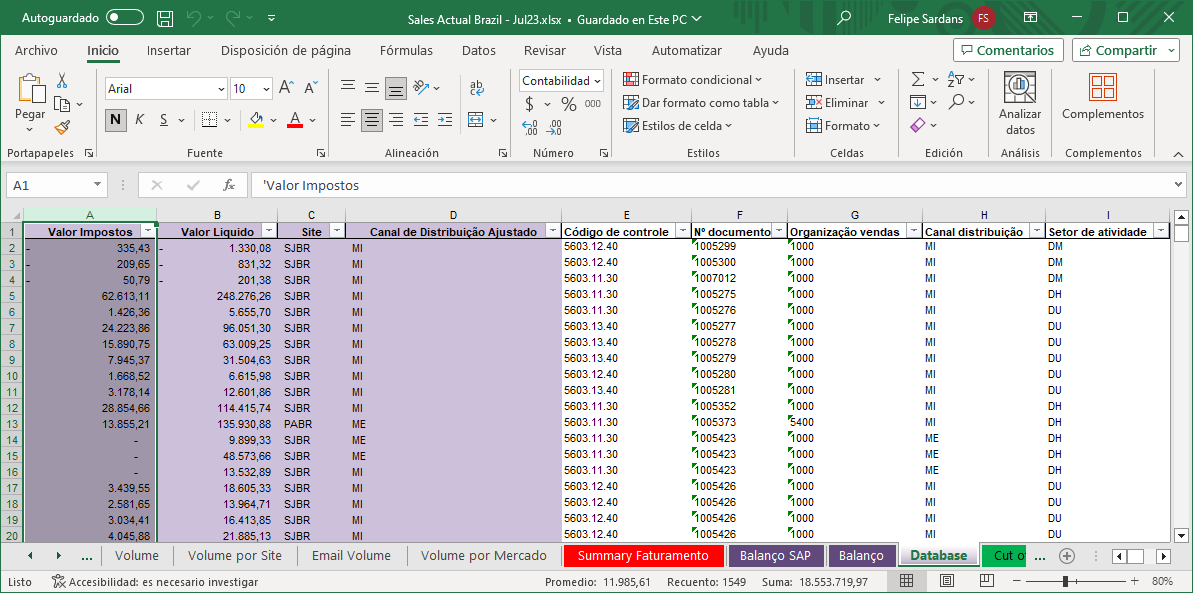 Autoguardado Sales Actual Brazil - Jul23.xlsx • Guardado en Este PC Felipe Sardans FS
Archivo Inicio Insertar Disposición de página Fórmulas Datos Revisar Vista Automatizar Ayuda Comentarios Compartir
Pegar
Arial 10
N K S
ab
Contabilidad
$ % 000
Formato condicional
Dar formato como tabla
Estilos de celda
Insertar
Eliminar
Formato
Analizar datos
Complementos
Portapapeles Fuente Alineación Número Estilos Celdas Edición Análisis Complementos
A1 fx 'Valor Impostos
A B C D E F G H I
1 Valor Impostos Valor Liquido Site Canal de Distribuição Ajustado Código de controle Nº documento Organização vendas Canal distribuição Setor de atividade
2 - 335,43 - 1.330,08 SJBR MI 5603.12.40 1005299 1000 MI DM
3 - 209,65 - 831,32 SJBR MI 5603.12.40 1005300 1000 MI DM
4 - 50,79 - 201,38 SJBR MI 5603.11.30 1007012 1000 MI DM
5 62.613,11 248.276,26 SJBR MI 5603.11.30 1005275 1000 MI DH
6 1.426,36 5.655,70 SJBR MI 5603.11.30 1005276 1000 MI DU
7 24.223,86 96.051,30 SJBR MI 5603.13.40 1005277 1000 MI DU
8 15.890,75 63.009,25 SJBR MI 5603.13.40 1005278 1000 MI DU
9 7.945,37 31.504,63 SJBR MI 5603.13.40 1005279 1000 MI DU
10 1.668,52 6.615,98 SJBR MI 5603.12.40 1005280 1000 MI DU
11 3.178,14 12.601,86 SJBR MI 5603.13.40 1005281 1000 MI DU
12 28.854,66 114.415,74 SJBR MI 5603.11.30 1005352 1000 MI DH
13 13.855,21 135.930,88 PABR ME 5603.11.30 1005373 5400 MI DH
14 - 9.899,33 SJBR ME 5603.11.30 1005423 1000 ME DH
15 - 48.573,66 SJBR ME 5603.11.30 1005423 1000 ME DH
16 - 13.532,89 SJBR MI 5603.11.30 1005423 1000 ME DH
17 3.439,55 18.605,33 SJBR MI 5603.12.40 1005426 1000 MI DU
18 2.581,65 13.964,71 SJBR MI 5603.12.40 1005426 1000 MI DU
19 3.034,41 16.413,85 SJBR MI 5603.12.40 1005426 1000 MI DU
20 4.045,88 21.885,13 SJBR MI 5603.12.40 1005426 1000 MI DU
... Volume Volume por Site Email Volume Volume por Mercado Summary Faturamento Balanço SAP Balanço Database Cut o ...
Listo Accesibilidad: es necesario investigar Promedio: 11.985,61 Recuento: 1549 Suma: 18.553.719,97 80%